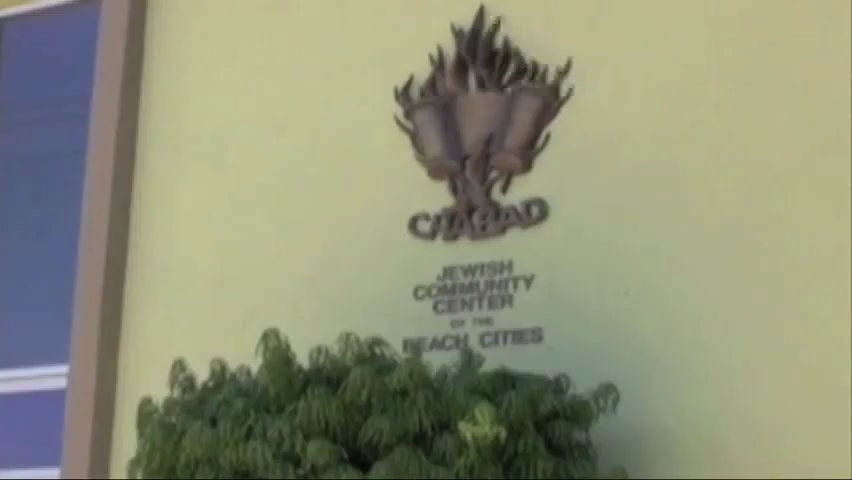 CHABAD
JEWISH
COMMUNITY
CENTER
OF THE
BEACH CITIES